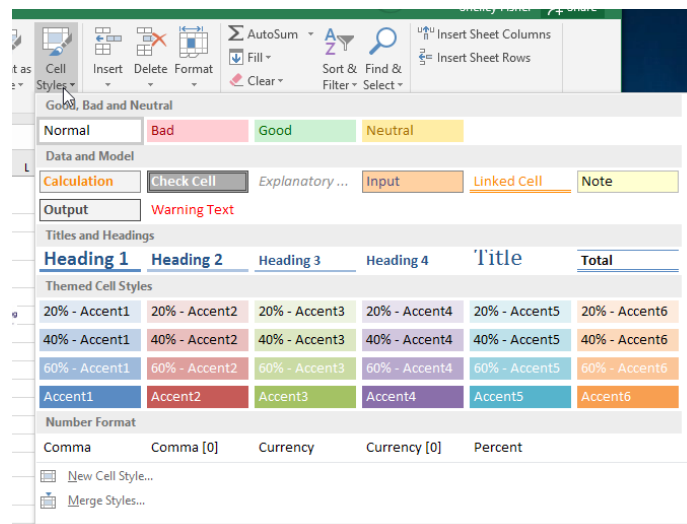 Shelley Fisher Share
AutoSum
Insert Sheet Columns
Fill
Insert Sheet Rows
t as Cell Insert Delete Format Sort & Find &
Styles Clear Filter Select
Good, Bad and Neutral
Normal Bad Good Neutral
Data and Model
L
Calculation Check Cell Explanatory ... Input Linked Cell Note
Output Warning Text
Titles and Headings
Heading 1 Heading 2 Heading 3 Heading 4 Title Total
Themed Cell Styles
20% - Accent1 20% - Accent2 20% - Accent3 20% - Accent4 20% - Accent5 20% - Accent6
40% - Accent1 40% - Accent2 40% - Accent3 40% - Accent4 40% - Accent5 40% - Accent6
60% - Accent1 60% - Accent2 60% - Accent3 60% - Accent4 60% - Accent5 60% - Accent6
Accent1 Accent2 Accent3 Accent4 Accent5 Accent6
Number Format
Comma Comma [0] Currency Currency [0] Percent
New Cell Style...
Merge Styles...